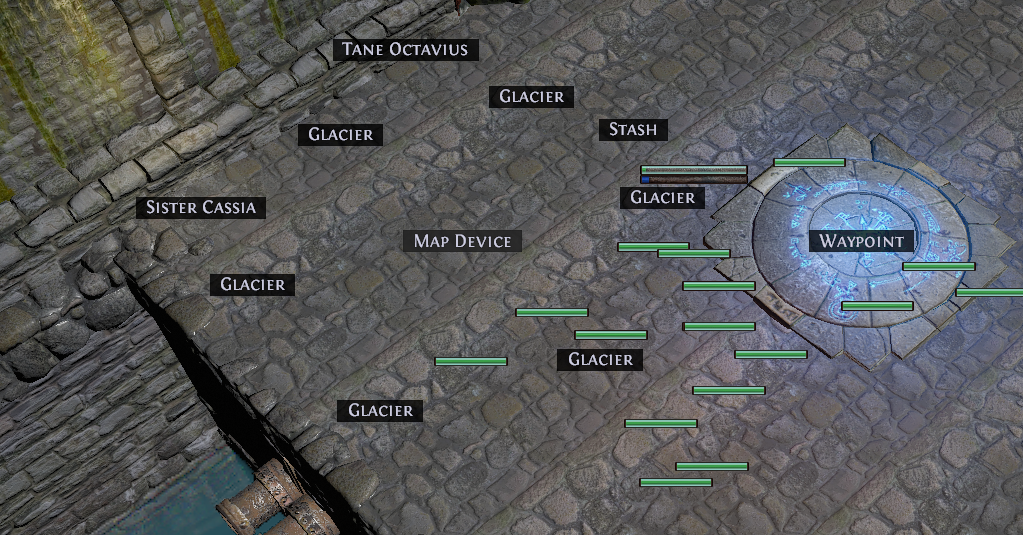 TANE OCTAVIUS
GLACIER
STASH
GLACIER
GLACIER
SISTER CASSIA
MAP DEVICE
WAYPOINT
GLACIER
GLACIER
GLACIER